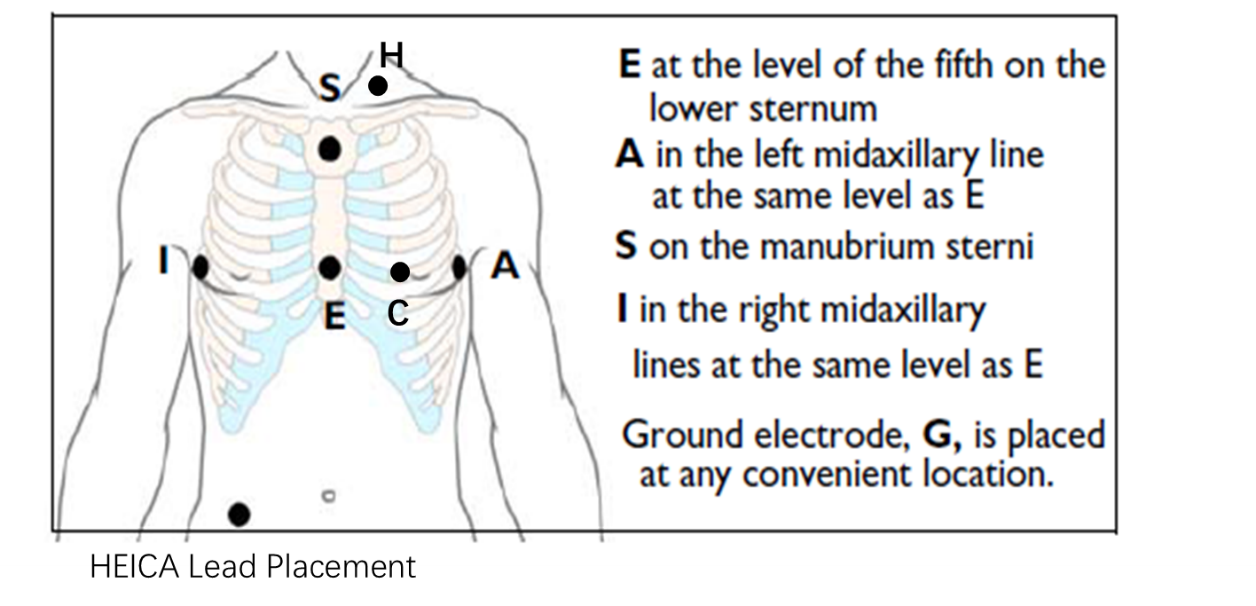 H
S
I
A
E
C
E at the level of the fifth on the
lower sternum
A in the left midaxillary line
at the same level as E
S on the manubrium sterni
I in the right midaxillary
lines at the same level as E
Ground electrode, G, is placed
at any convenient location.
HEICA Lead Placement